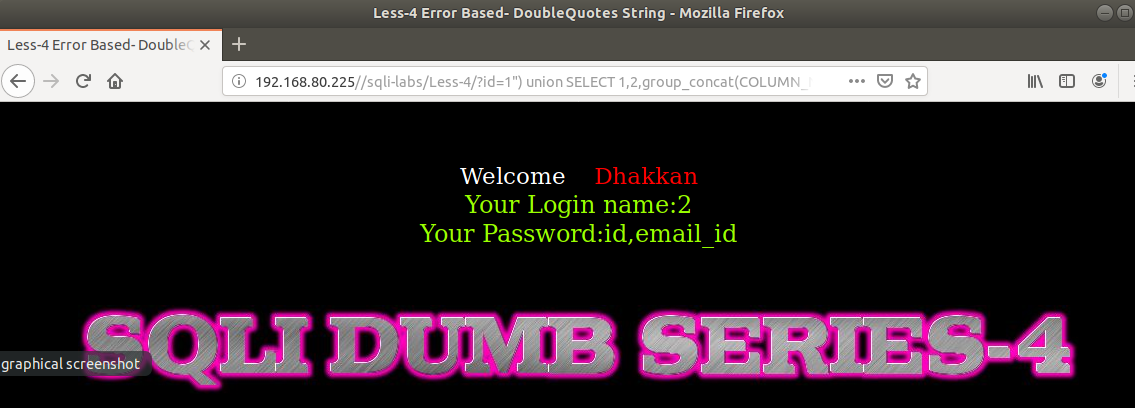 Less-4 Error Based- DoubleQuotes String - Mozilla Firefox
Less-4 Error Based- DoubleQ
192.168.80.225//sqli-labs/Less-4/?id=1") union SELECT 1,2,group_concat(COLUMN_
Welcome Dhakkan
Your Login name:2
Your Password:id,email_id
SQLI DUMB SERIES-4
graphical screenshot